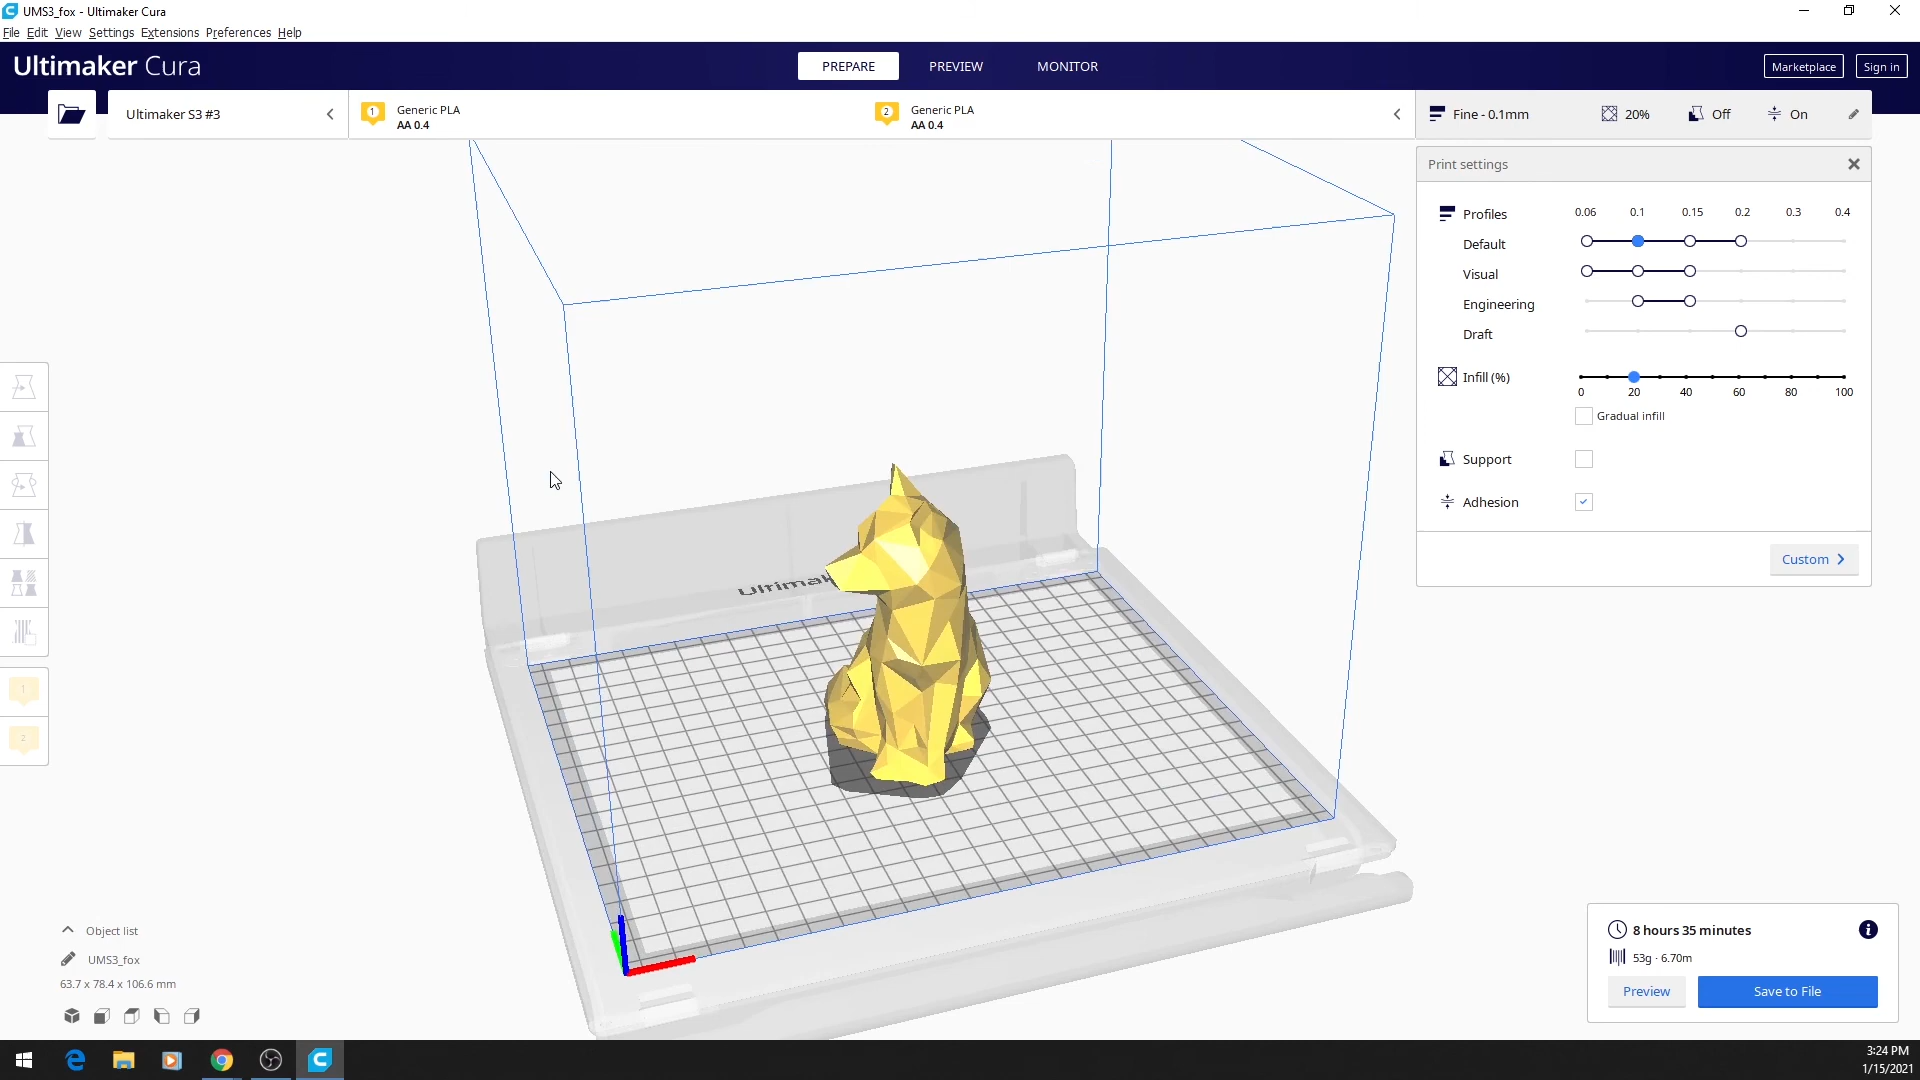 UMS3_fox - Ultimaker Cura
File Edit View Settings Extensions Preferences Help
Ultimaker Cura
PREPARE
PREVIEW
MONITOR
Marketplace
Sign in
Ultimaker S3 #3
1
Generic PLA
AA 0.4
2
Generic PLA
AA 0.4
Fine - 0.1mm
20%
Off
On
Print settings
Profiles
0.06 0.1 0.15 0.2 0.3 0.4
Default
Visual
Engineering
Draft
Infill (%)
0 20 40 60 80 100
Gradual infill
Support
Adhesion
Custom
Ultimak
1
2
Object list
UMS3_fox
63.7 x 78.4 x 106.6 mm
8 hours 35 minutes
53g · 6.70m
Preview
Save to File
3:24 PM
1/15/2021